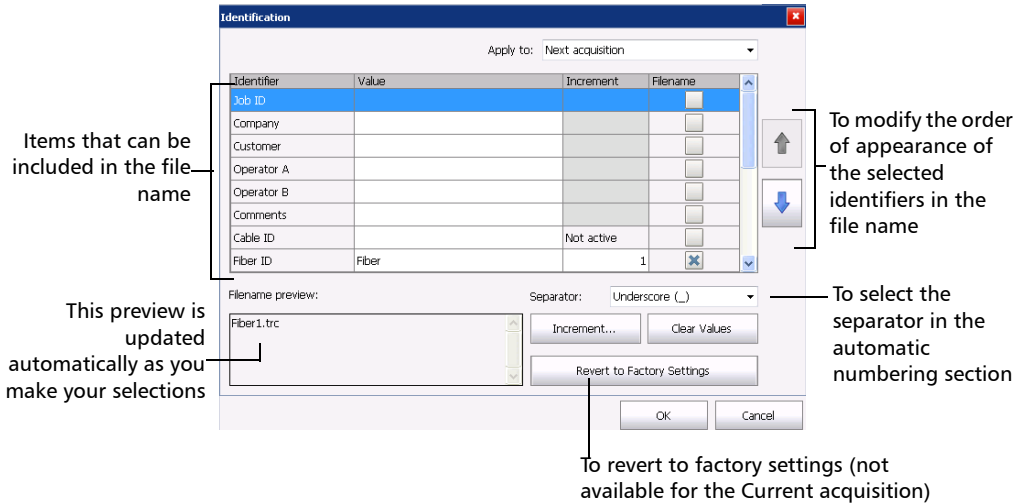 Identification
Apply to: Next acquisition
Identifier Value Increment Filename
Job ID
Company
Customer
Operator A
Operator B
Comments
Cable ID Not active
Fiber ID Fiber 1
Filename preview: Separator: Underscore (_)
Fiber1.trc
Increment... Clear Values
Revert to Factory Settings
OK Cancel
Items that can be
included in the file
name
This preview is
updated
automatically as you
make your selections
To modify the order
of appearance of
the selected
identifiers in the
file name
To select the
separator in the
automatic
numbering section
To revert to factory settings (not
available for the Current acquisition)